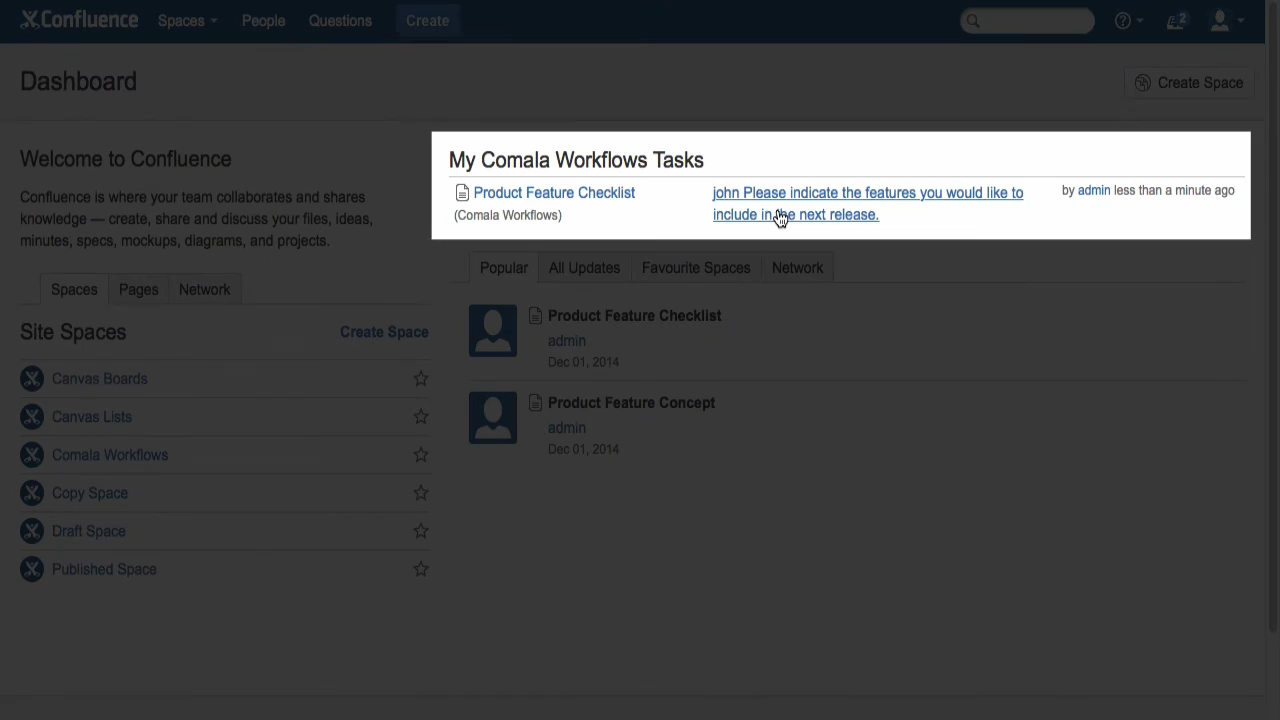 Confluence Spaces People Questions Create 2
Dashboard
Create Space
Welcome to Confluence
Confluence is where your team collaborates and shares
knowledge — create, share and discuss your files, ideas,
minutes, specs, mockups, diagrams, and projects.
Spaces Pages Network
Site Spaces Create Space
Canvas Boards
Canvas Lists
Comala Workflows
Copy Space
Draft Space
Published Space
My Comala Workflows Tasks
Product Feature Checklist
(Comala Workflows)
john Please indicate the features you would like to
include in the next release.
by admin less than a minute ago
Popular All Updates Favourite Spaces Network
Product Feature Checklist
admin
Dec 01, 2014
Product Feature Concept
admin
Dec 01, 2014